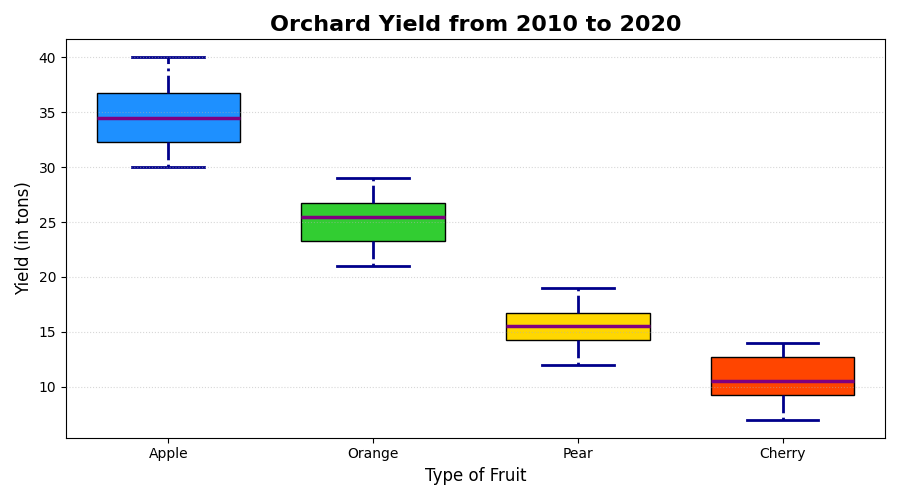 Orchard Yield from 2010 to 2020
Yield (in tons)
40
35
30
25
20
15
10
Apple Orange Pear Cherry
Type of Fruit